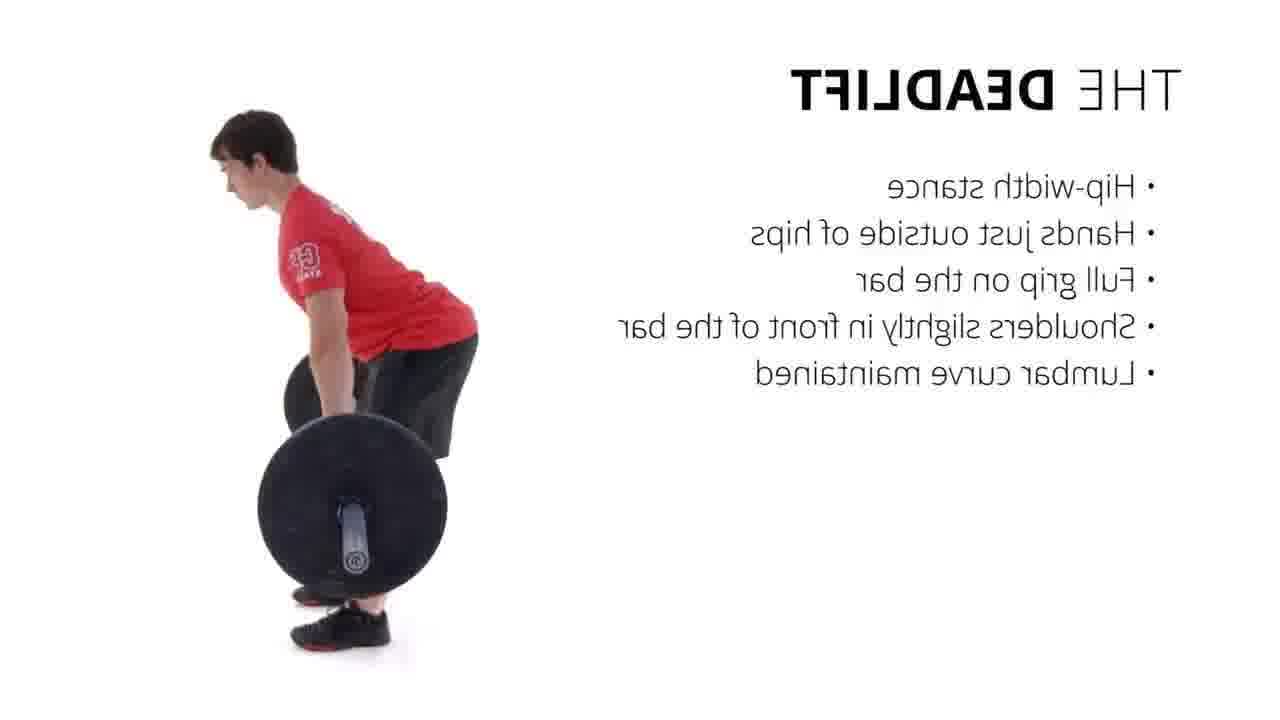 THE DEADLIFT
• Hip-width stance
• Hands just outside of hips
• Full grip on the bar
• Shoulders slightly in front of the bar
• Lumbar curve maintained